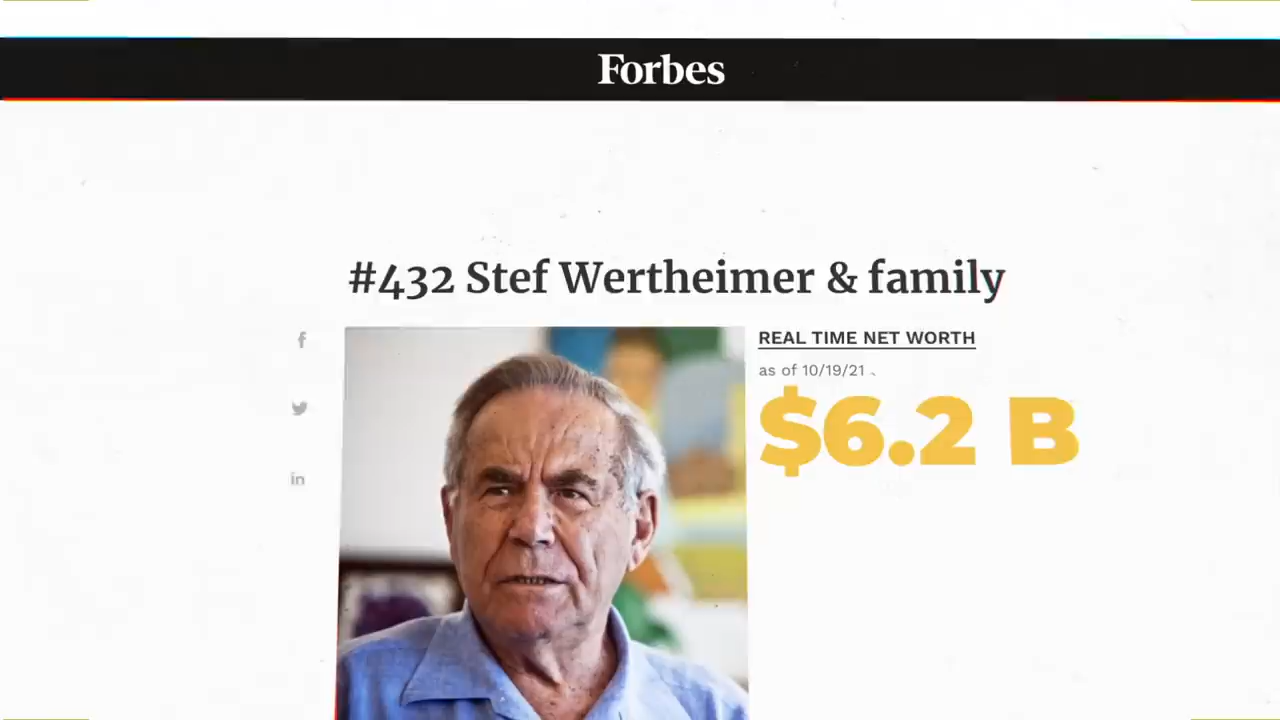 Forbes
#432 Stef Wertheimer & family
f
in
REAL TIME NET WORTH
as of 10/19/21
$6.2 B